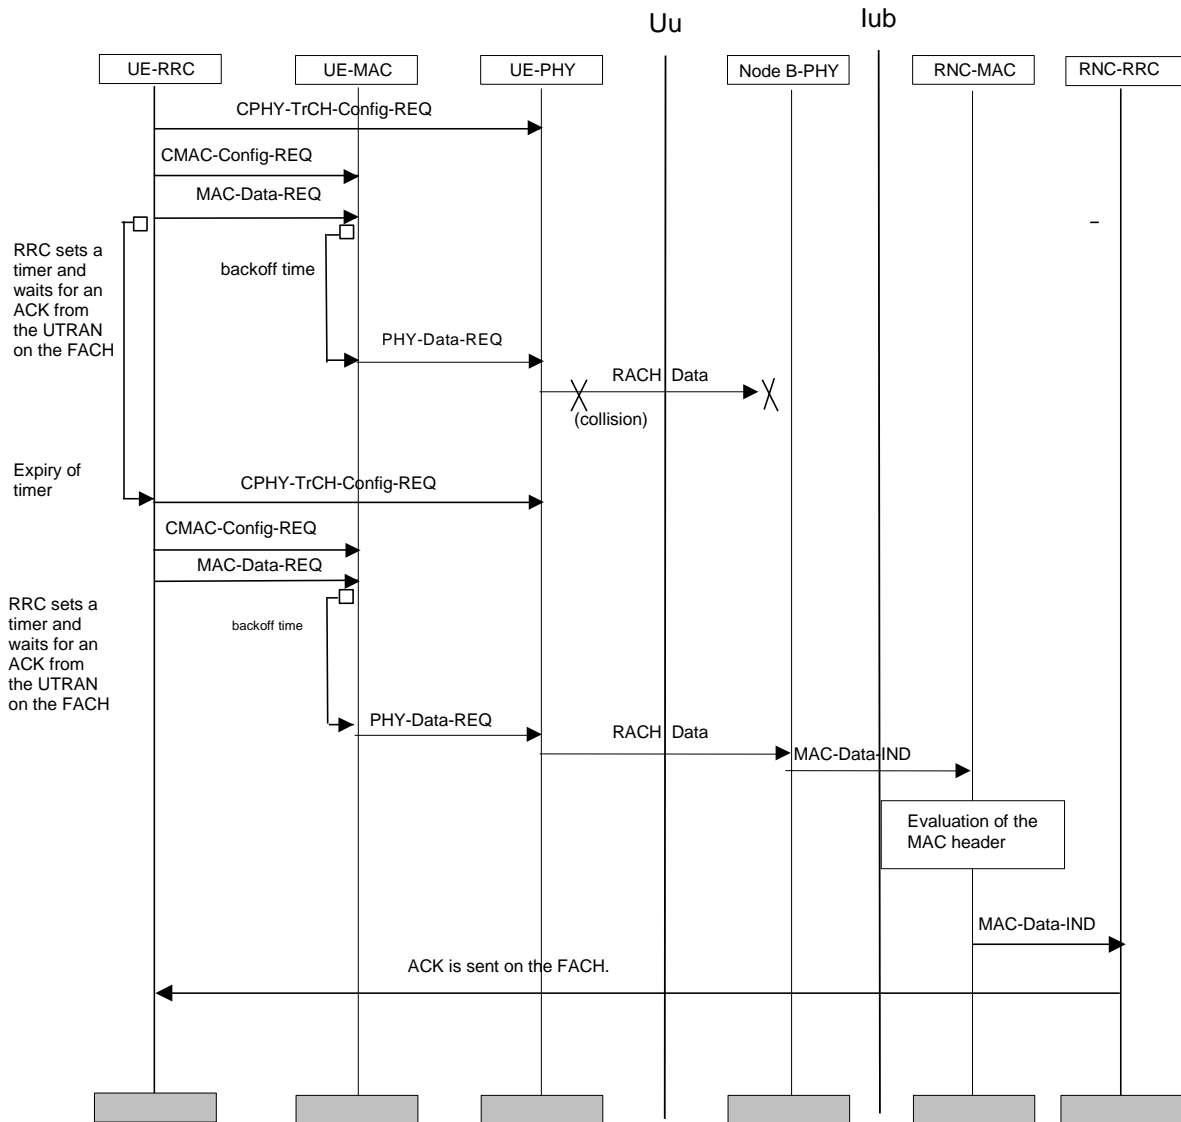 Uu
Iub
UE-RRC
UE-MAC
UE-PHY
Node B-PHY
RNC-MAC
RNC-RRC
CPHY-TrCH-Config-REQ
CMAC-Config-REQ
MAC-Data-REQ
RRC sets a
timer and
waits for an
ACK from
the UTRAN
on the FACH
backoff time
PHY-Data-REQ
RACH Data
(collision)
Expiry of
timer
CPHY-TrCH-Config-REQ
CMAC-Config-REQ
MAC-Data-REQ
RRC sets a
timer and
waits for an
ACK from
the UTRAN
on the FACH
backoff time
PHY-Data-REQ
RACH Data
MAC-Data-IND
Evaluation of the
MAC header
MAC-Data-IND
ACK is sent on the FACH.